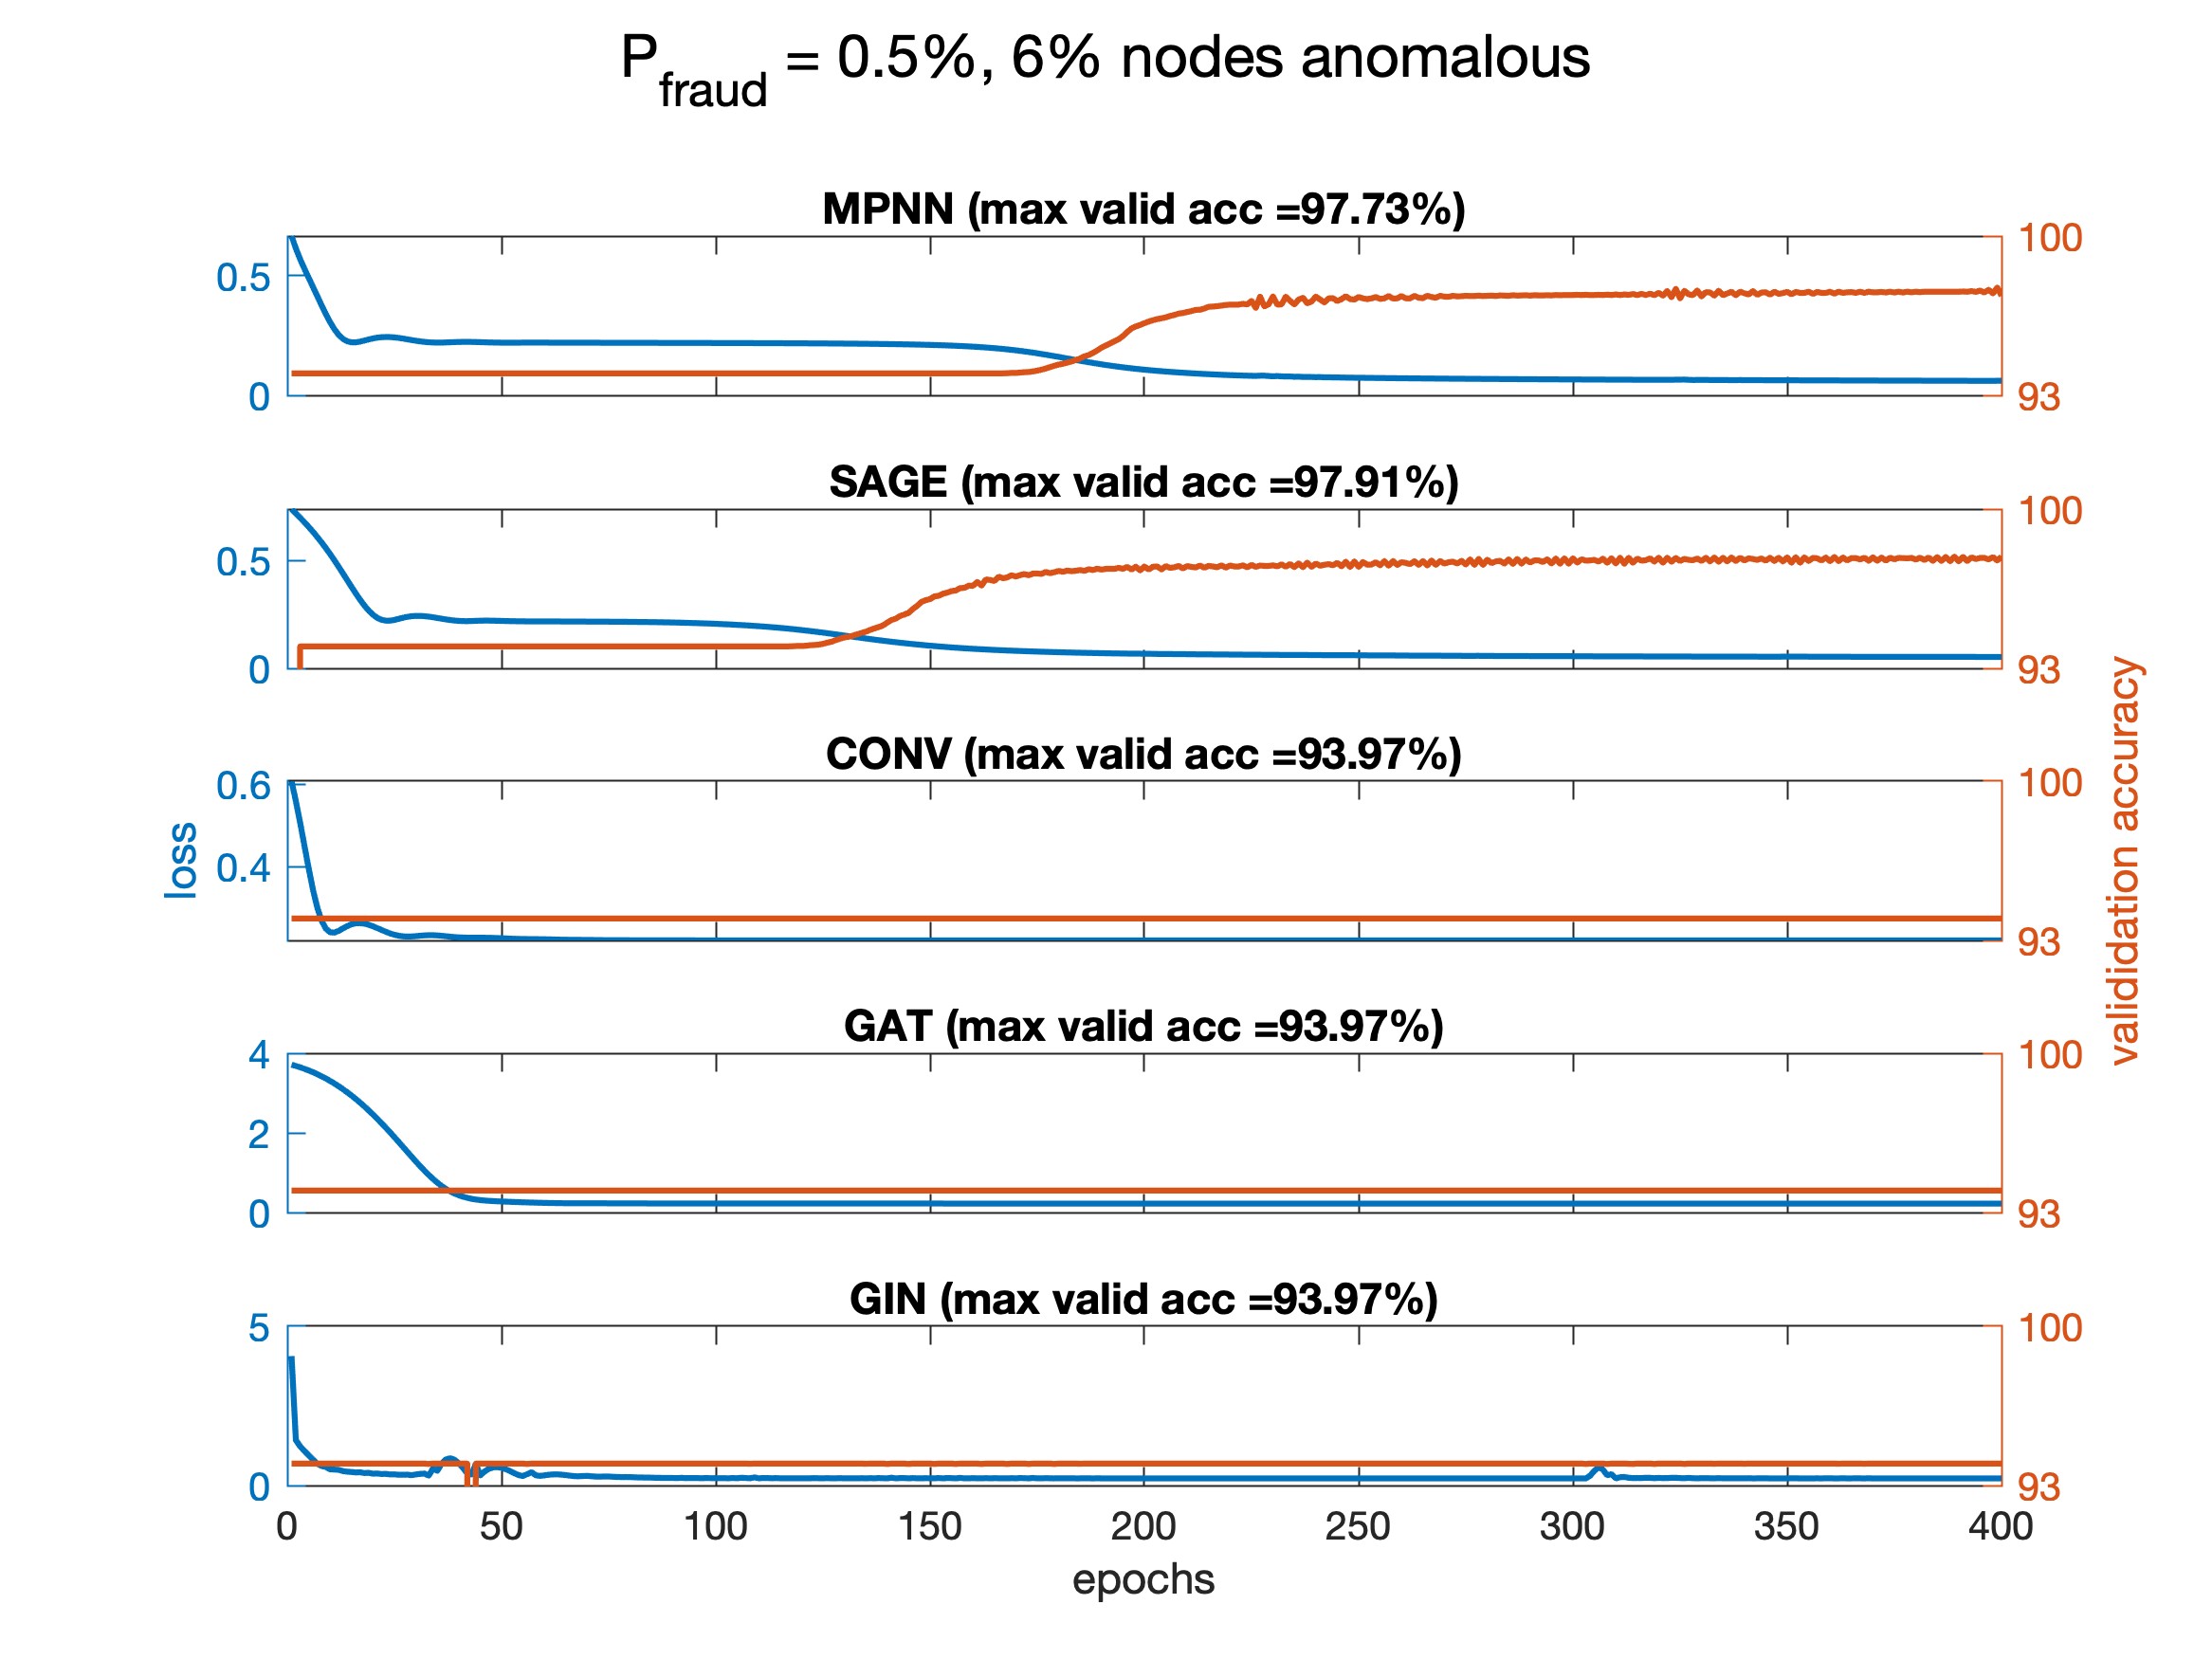 P_fraud = 0.5%, 6% nodes anomalous
MPNN (max valid acc =97.73%)
0.5
0
100
93
SAGE (max valid acc =97.91%)
0.5
0
100
93
CONV (max valid acc =93.97%)
0.6
0.4
100
93
loss
validation accuracy
GAT (max valid acc =93.97%)
4
2
0
100
93
GIN (max valid acc =93.97%)
5
0
100
93
0 50 100 150 200 250 300 350 400
epochs